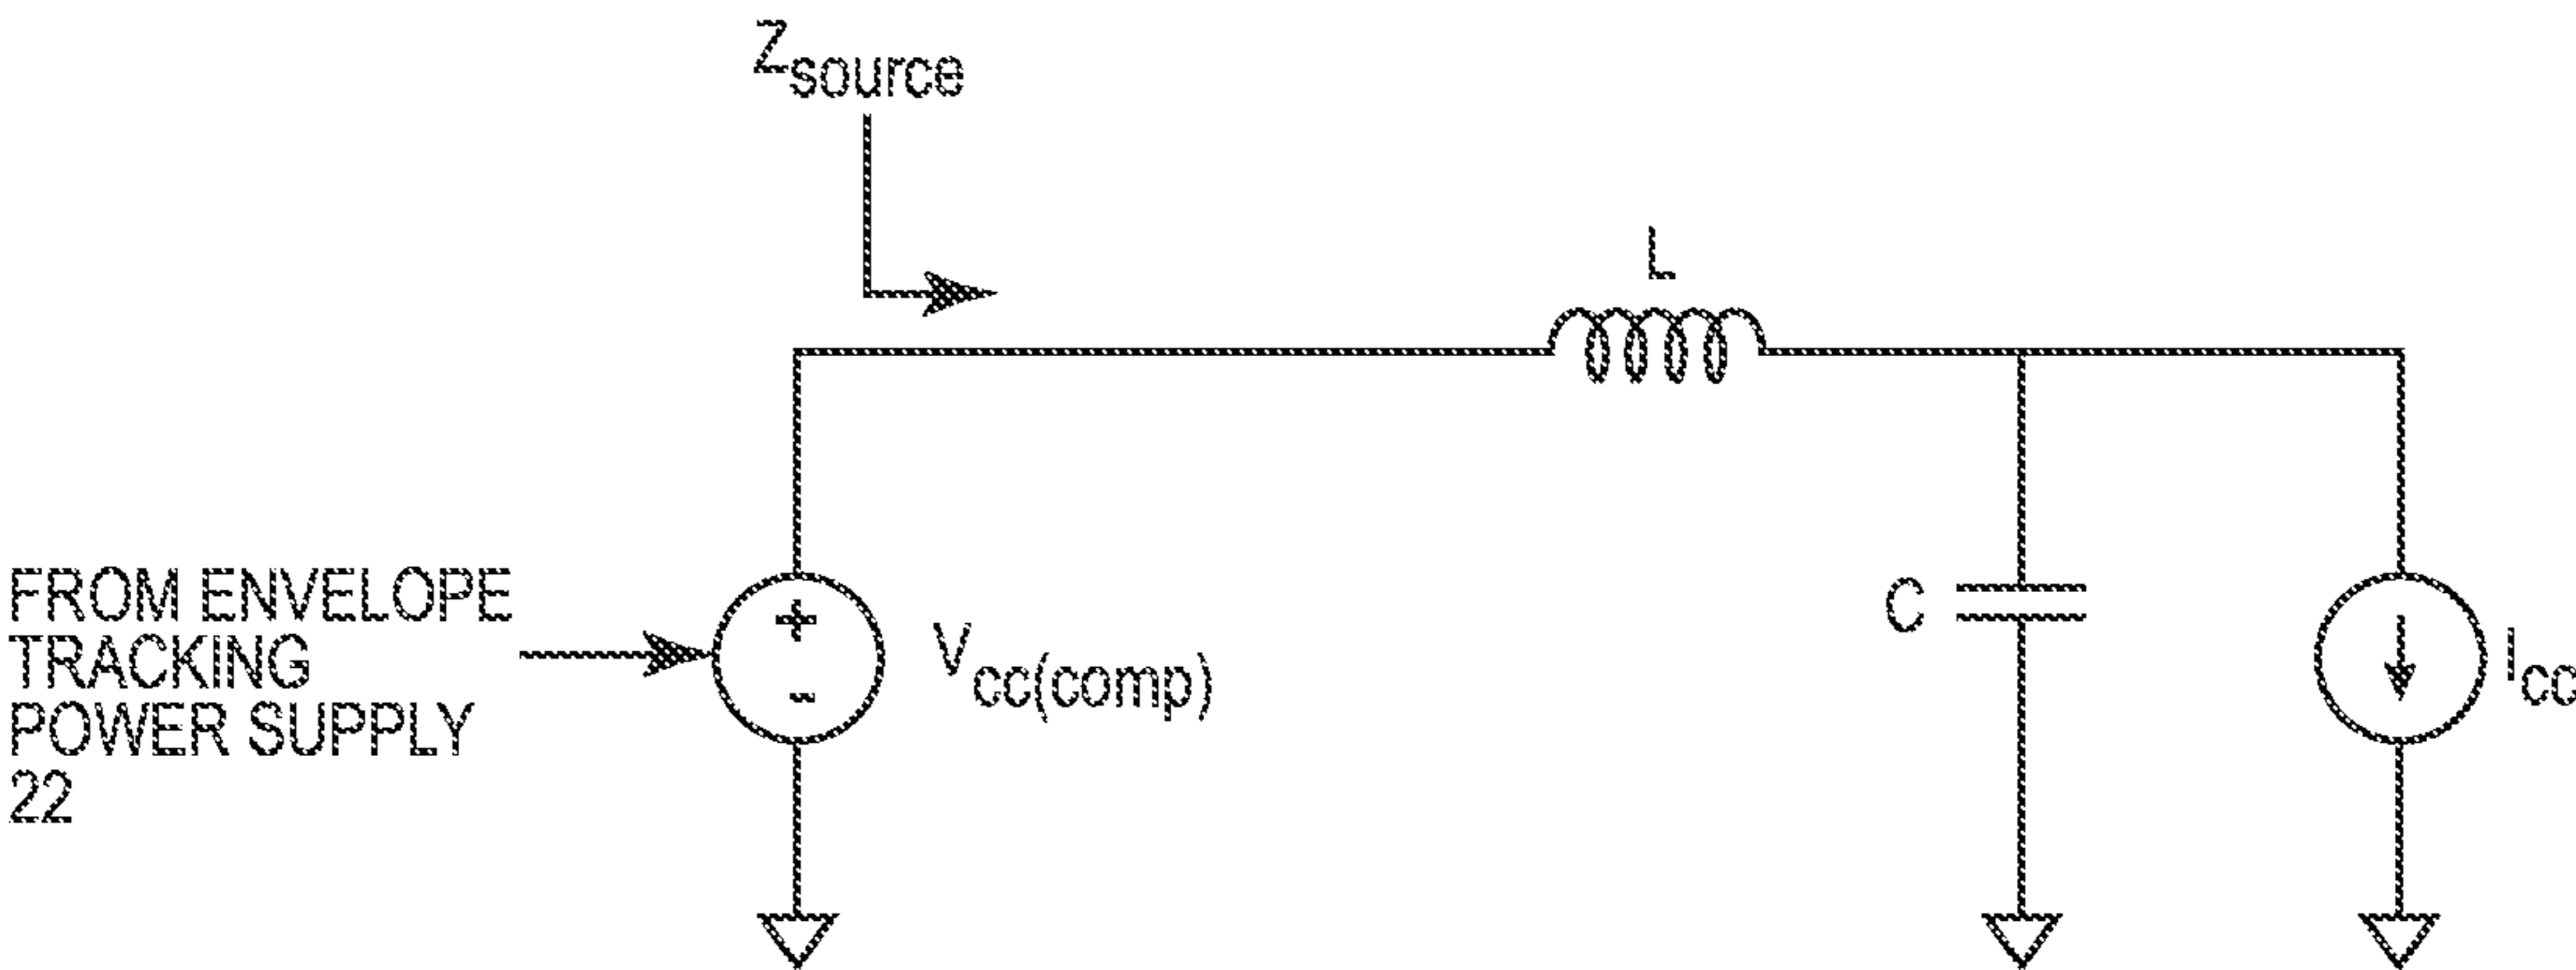 Zsource
L
FROM ENVELOPE
TRACKING
POWER SUPPLY
22
+
-
Vcc(comp)
C
Icc